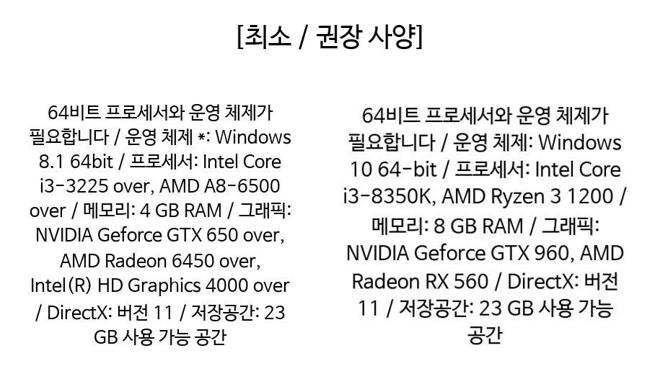 [최소 / 권장 사양]
64비트 프로세서와 운영 체제가
필요합니다 / 운영 체제 *: Windows
8.1 64bit / 프로세서: Intel Core
i3-3225 over, AMD A8-6500
over / 메모리: 4 GB RAM / 그래픽:
NVIDIA Geforce GTX 650 over,
AMD Radeon 6450 over,
Intel(R) HD Graphics 4000 over
/ DirectX: 버전 11 / 저장공간: 23
GB 사용 가능 공간
64비트 프로세서와 운영 체제가
필요합니다 / 운영 체제: Windows
10 64-bit / 프로세서: Intel Core
i3-8350K, AMD Ryzen 3 1200 /
메모리: 8 GB RAM / 그래픽:
NVIDIA Geforce GTX 960, AMD
Radeon RX 560 / DirectX: 버전
11 / 저장공간: 23 GB 사용 가능
공간